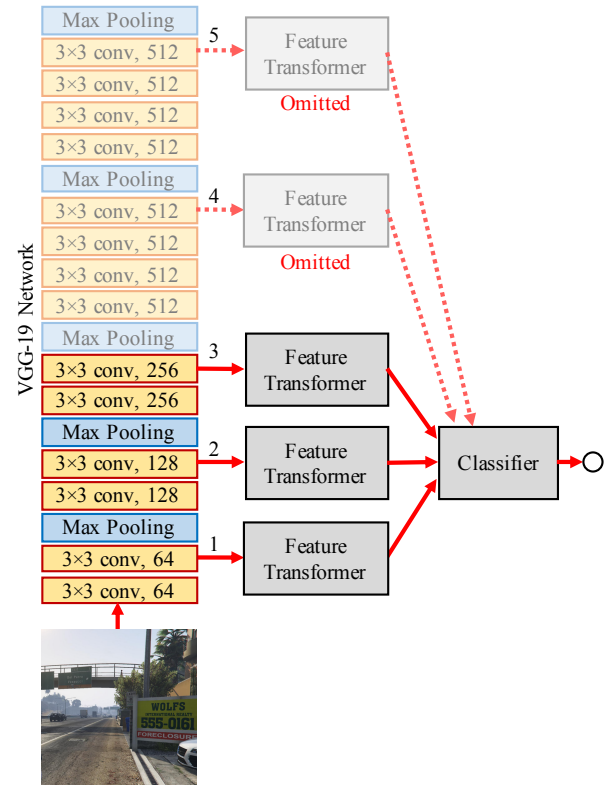 Max Pooling
3×3 conv, 512
3×3 conv, 512
3×3 conv, 512
3×3 conv, 512
5
Feature
Transformer
Omitted
Max Pooling
3×3 conv, 512
3×3 conv, 512
3×3 conv, 512
3×3 conv, 512
4
Feature
Transformer
Omitted
VGG-19 Network
Max Pooling
3×3 conv, 256
3×3 conv, 256
3
Feature
Transformer
Max Pooling
3×3 conv, 128
3×3 conv, 128
2
Feature
Transformer
Classifier
Max Pooling
3×3 conv, 64
3×3 conv, 64
1
Feature
Transformer
WOLFS
INTERNATIONAL REALTY
555-0161
FORECLOSURE